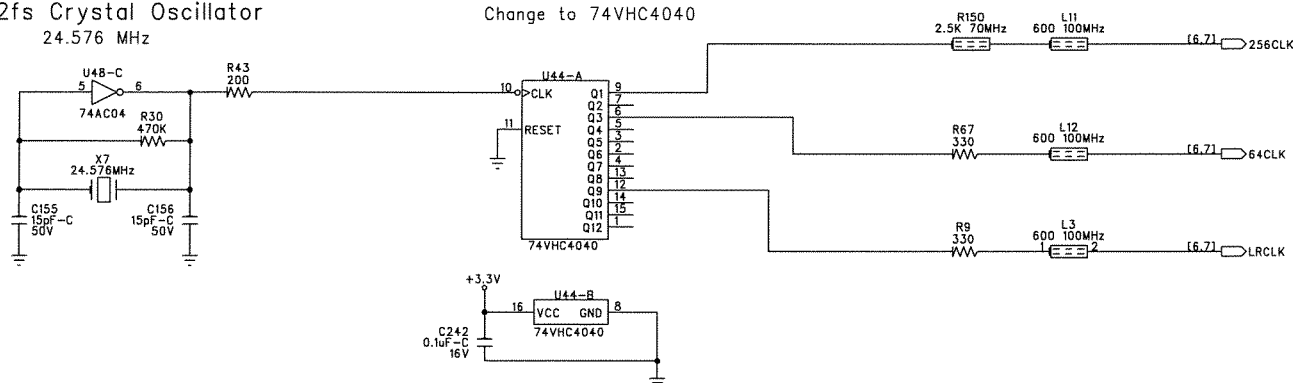 2fs Crystal Oscillator
24.576 MHz
Change to 74VHC4040
U48-C
5
6
74AC04
R43
200
R30
470K
X7
24.576MHz
C155
15pF-C
50V
C156
15pF-C
50V
U44-A
10
CLK
11
RESET
Q1
9
Q2
7
Q3
6
Q4
5
Q5
3
Q6
2
Q7
4
Q8
13
Q9
12
Q10
14
Q11
15
Q12
1
74VHC4040
R150
2.5K 70MHz
L11
600 100MHz
[6,7]
256CLK
R67
330
L12
600 100MHz
[6,7]
64CLK
R9
330
L3
600 100MHz
1
2
[6,7]
LRCLK
+3.3V
U44-B
16
VCC GND
8
74VHC4040
C242
0.1uF-C
16V